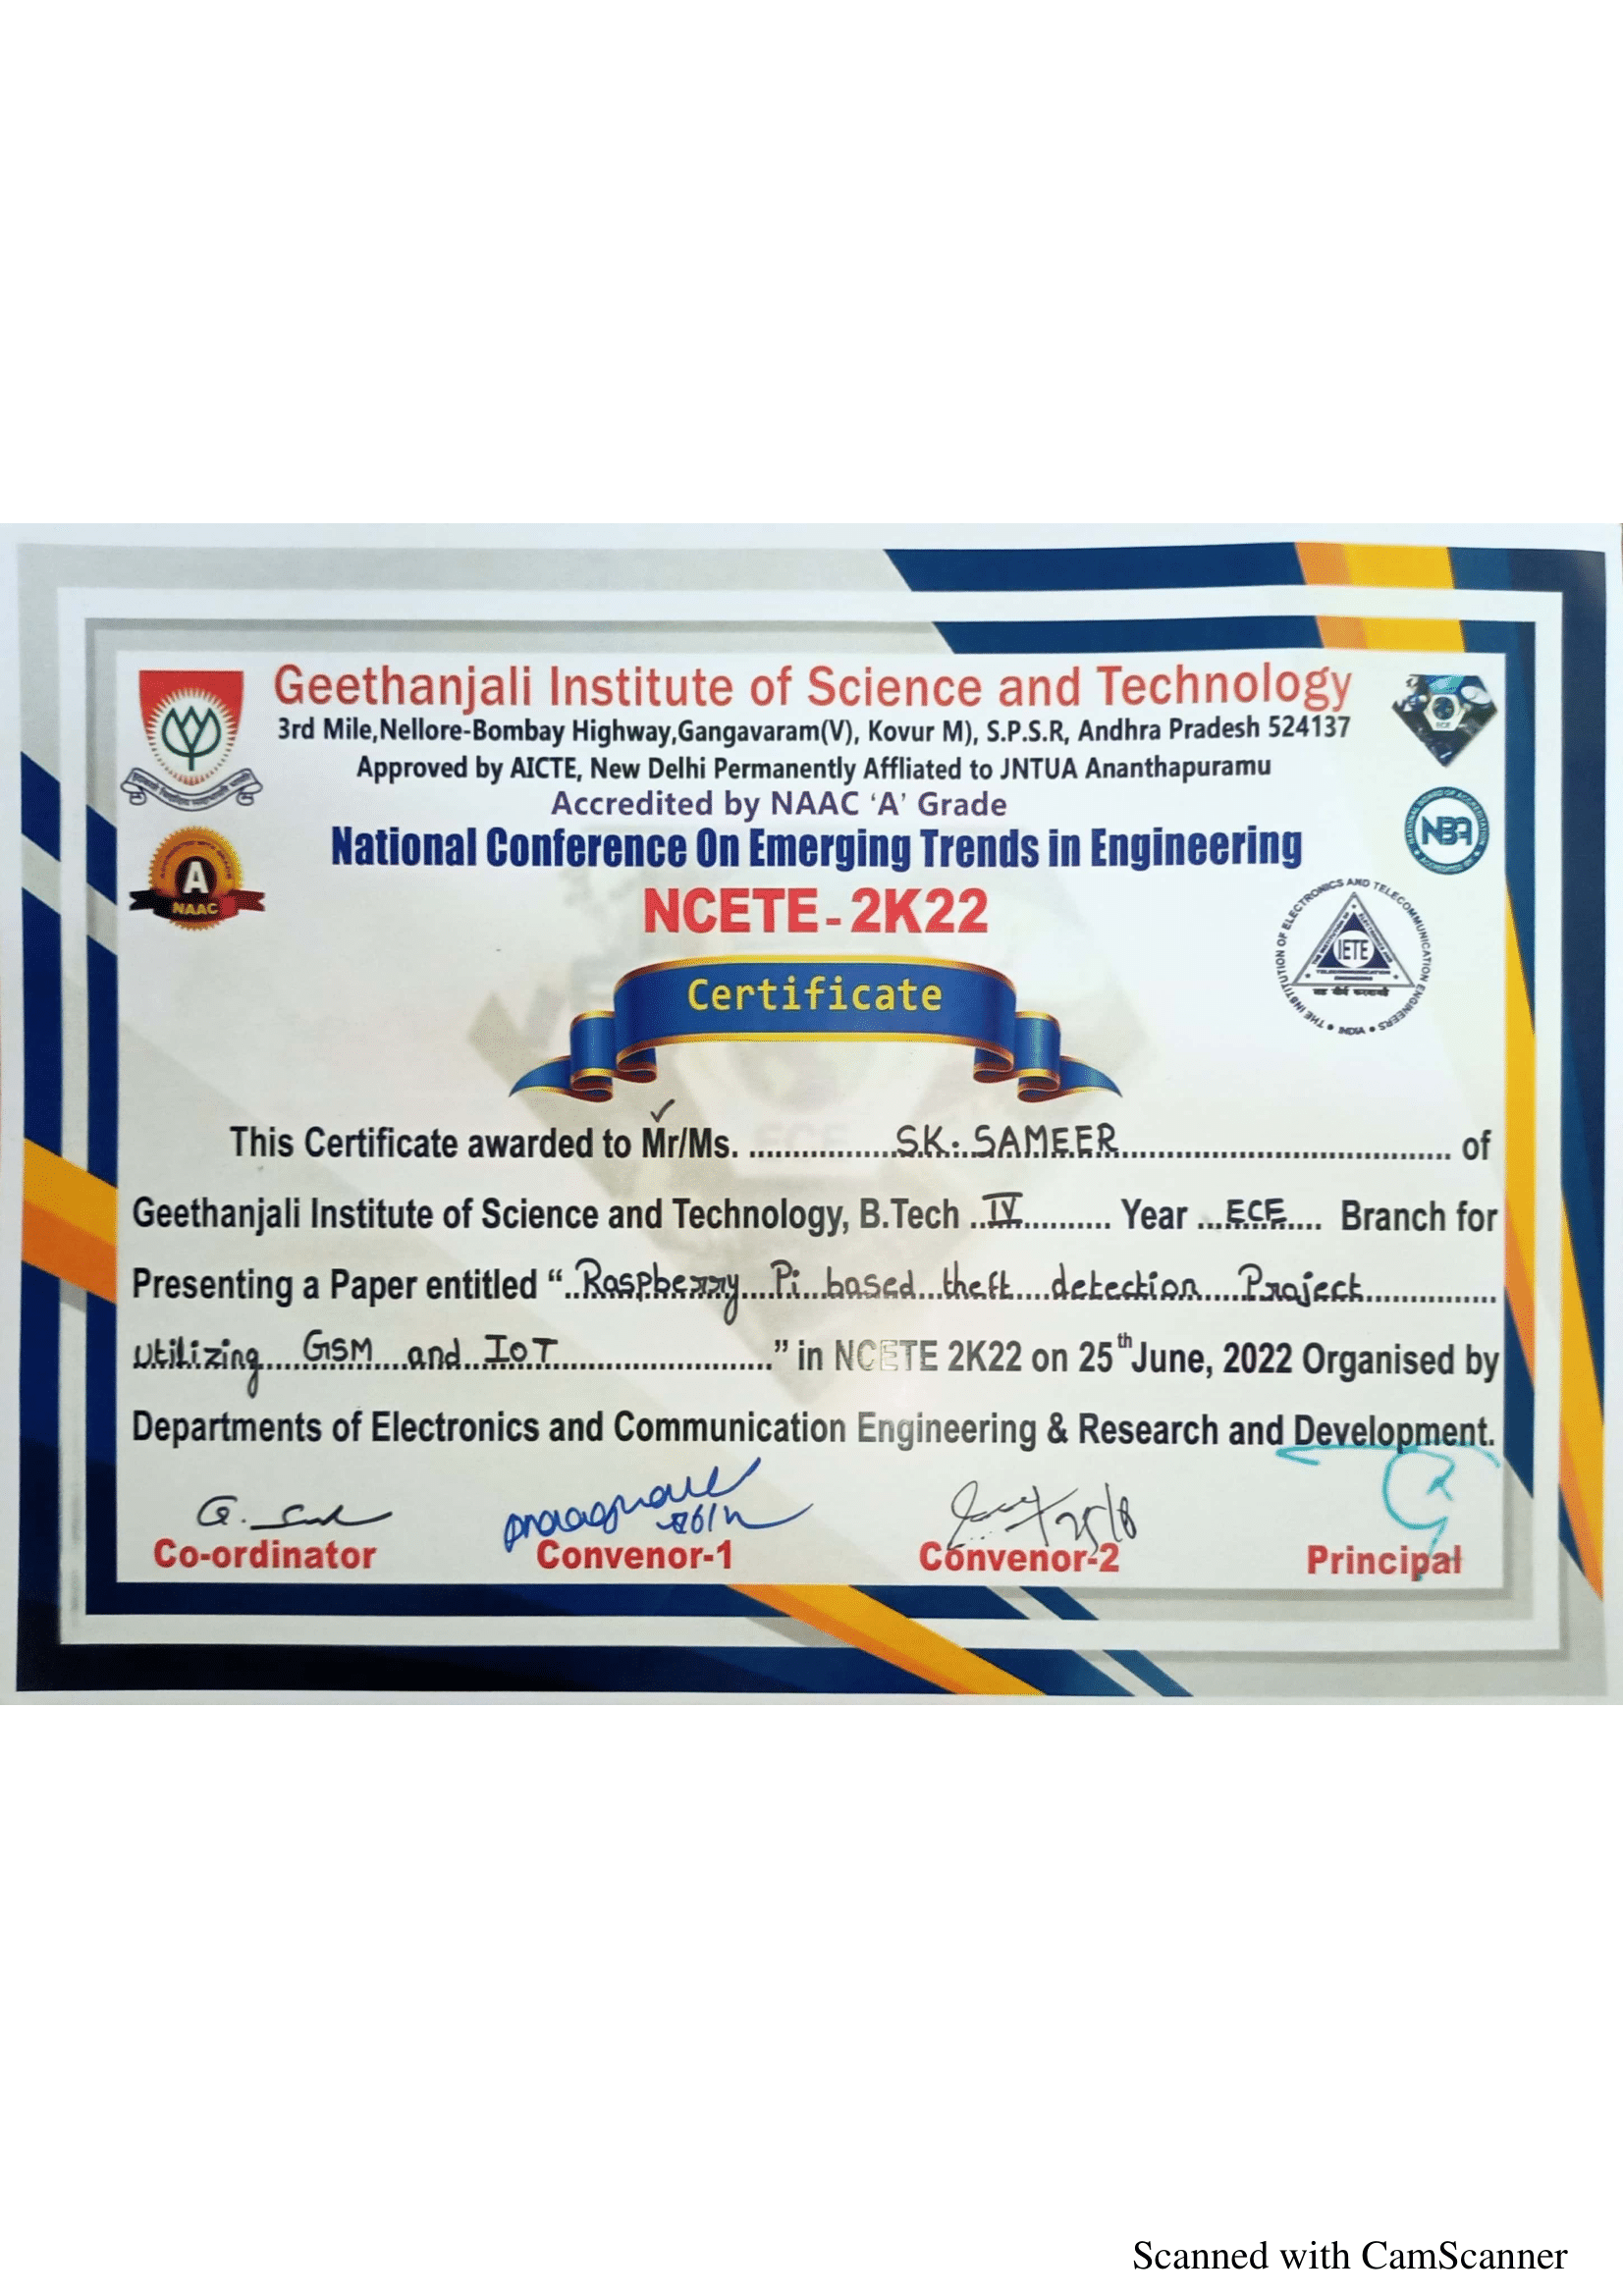 Geethanjali Institute of Science and Technology
3rd Mile,Nellore-Bombay Highway,Gangavaram(V), Kovur M), S.P.S.R, Andhra Pradesh 524137
Approved by AICTE, New Delhi Permanently Affliated to JNTUA Ananthapuramu
Accredited by NAAC ‘A’ Grade
National Conference On Emerging Trends in Engineering
NCETE-2K22
A
NAAC
ECE
NBA
NATIONAL BOARD OF ACCREDITATION
THE INSTITUTION OF ELECTRONICS AND TELECOMMUNICATION ENGINEERS
IETE
INDIA
Certificate
This Certificate awarded to Mr/Ms. SK. SAMEER of
Geethanjali Institute of Science and Technology, B.Tech IV Year ECE Branch for
Presenting a Paper entitled “ Raspberry Pi based theft detection Project
utilizing GSM and IoT ” in NCETE 2K22 on 25th June, 2022 Organised by
Departments of Electronics and Communication Engineering & Research and Development.
Co-ordinator Convenor-1 Convenor-2 Principal
Scanned with CamScanner